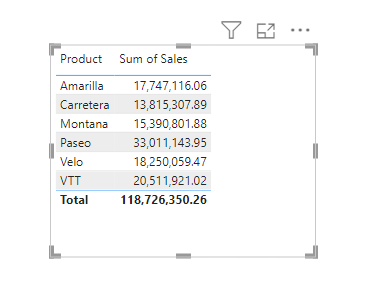 Product Sum of Sales
Amarilla 17,747,116.06
Carretera 13,815,307.89
Montana 15,390,801.88
Paseo 33,011,143.95
Velo 18,250,059.47
VTT 20,511,921.02
Total 118,726,350.26